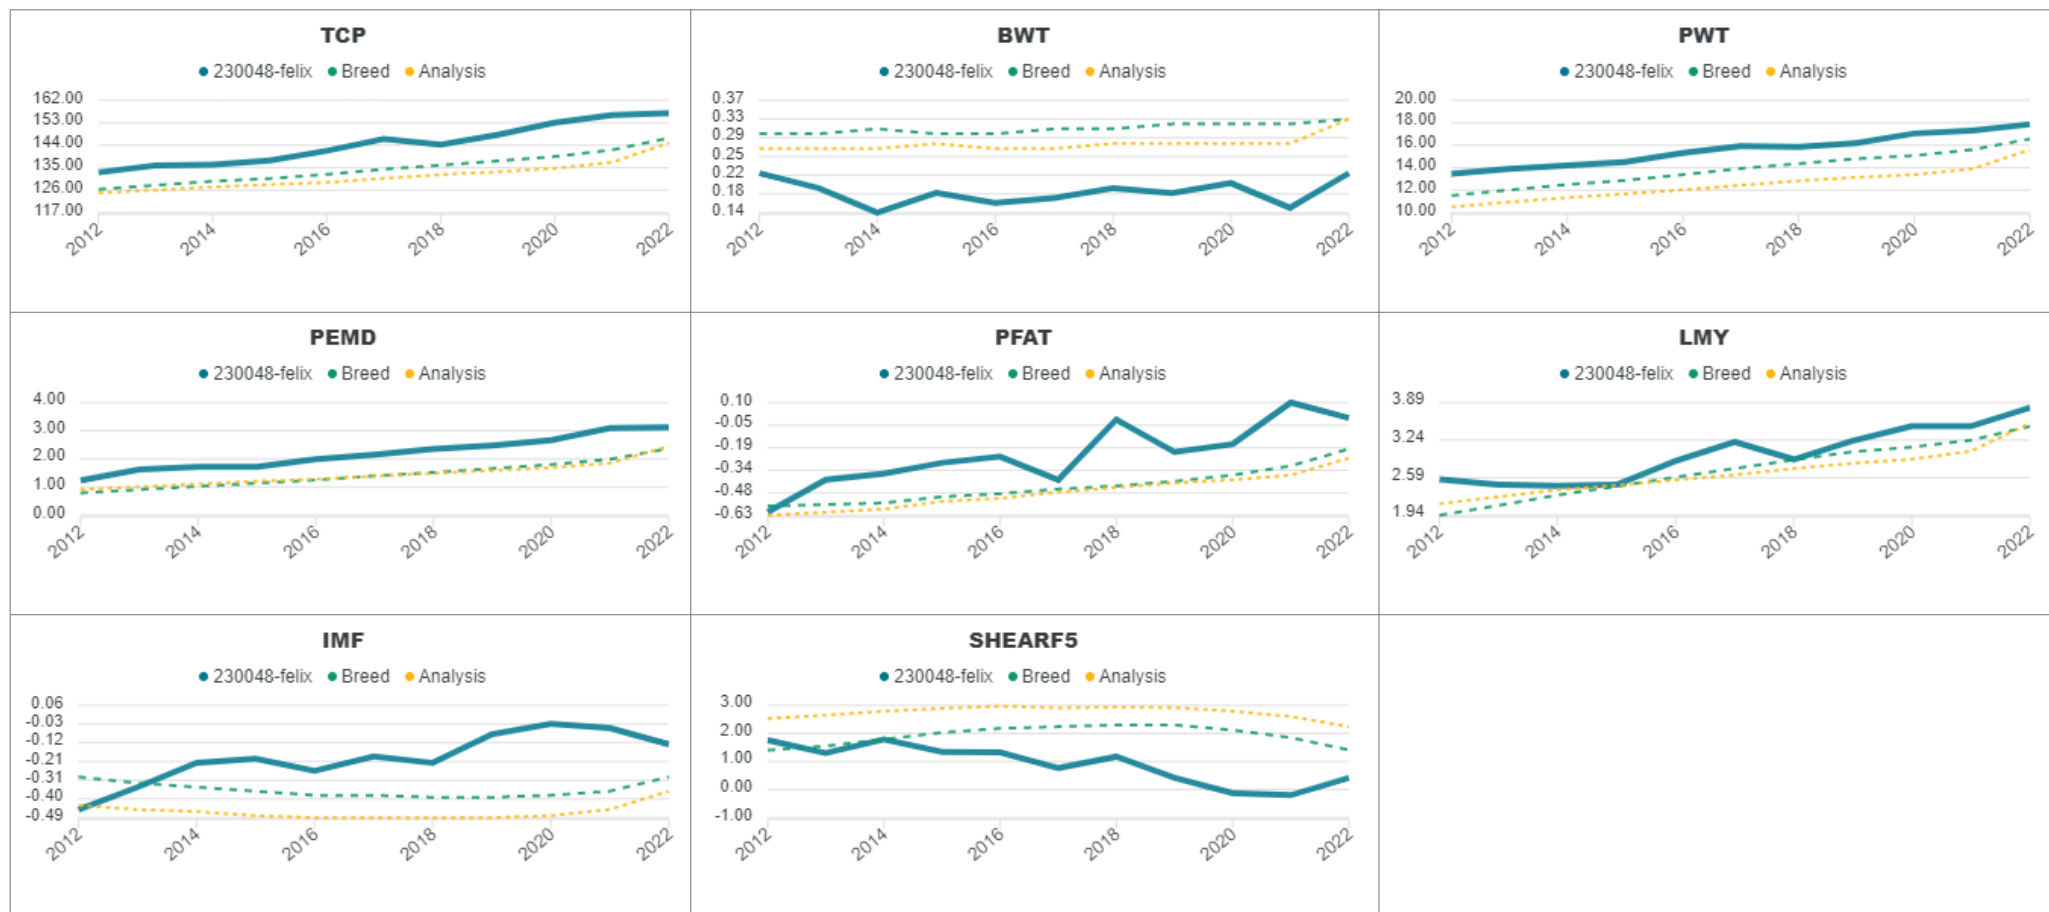 TCP
230048-felix Breed Analysis
162.00
153.00
144.00
135.00
126.00
117.00
2012 2014 2016 2018 2020 2022
BWT
230048-felix Breed Analysis
0.37
0.33
0.29
0.25
0.22
0.18
0.14
2012 2014 2016 2018 2020 2022
PWT
230048-felix Breed Analysis
20.00
18.00
16.00
14.00
12.00
10.00
2012 2014 2016 2018 2020 2022
PEMD
230048-felix Breed Analysis
4.00
3.00
2.00
1.00
0.00
2012 2014 2016 2018 2020 2022
PFAT
230048-felix Breed Analysis
0.10
-0.05
-0.19
-0.34
-0.48
-0.63
2012 2014 2016 2018 2020 2022
LMY
230048-felix Breed Analysis
3.89
3.24
2.59
1.94
2012 2014 2016 2018 2020 2022
IMF
230048-felix Breed Analysis
0.06
-0.03
-0.12
-0.21
-0.31
-0.40
-0.49
2012 2014 2016 2018 2020 2022
SHEARF5
230048-felix Breed Analysis
3.00
2.00
1.00
0.00
-1.00
2012 2014 2016 2018 2020 2022